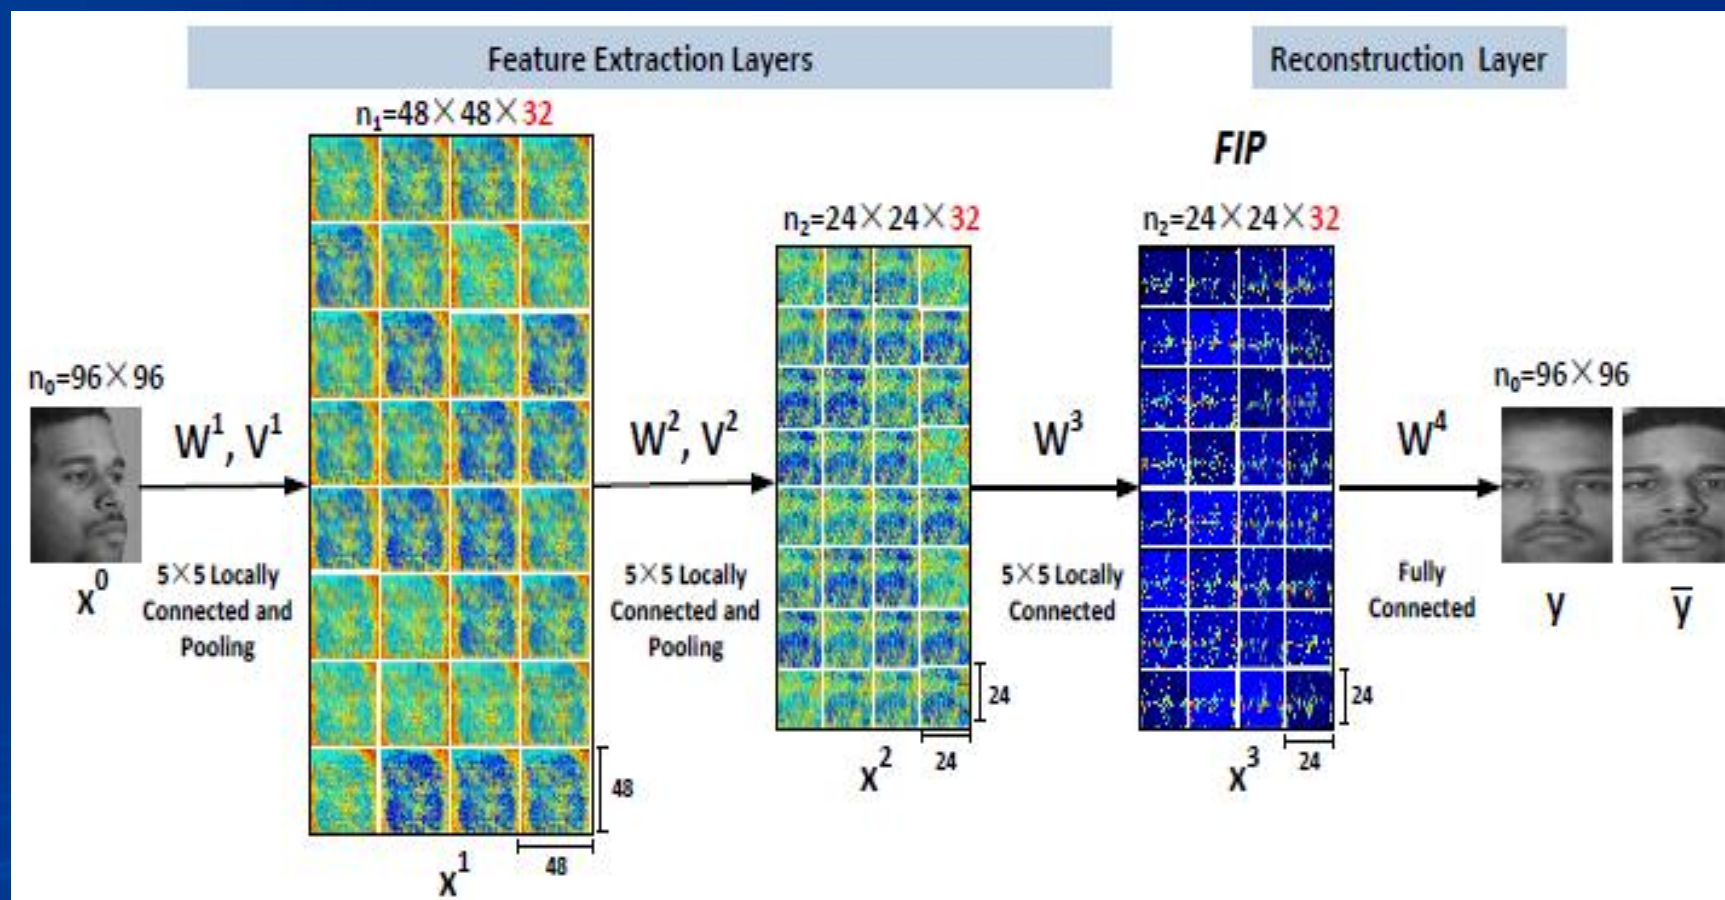 Feature Extraction Layers
Reconstruction Layer
n₁=48×48×32
FIP
n₂=24×24×32
n₂=24×24×32
n₀=96×96
n₀=96×96
W¹, V¹
W², V²
W³
W⁴
5×5 Locally
Connected and
Pooling
5×5 Locally
Connected and
Pooling
5×5 Locally
Connected
Fully
Connected
x⁰
y
ȳ
24
24
24
24
x²
x³
48
48
x¹